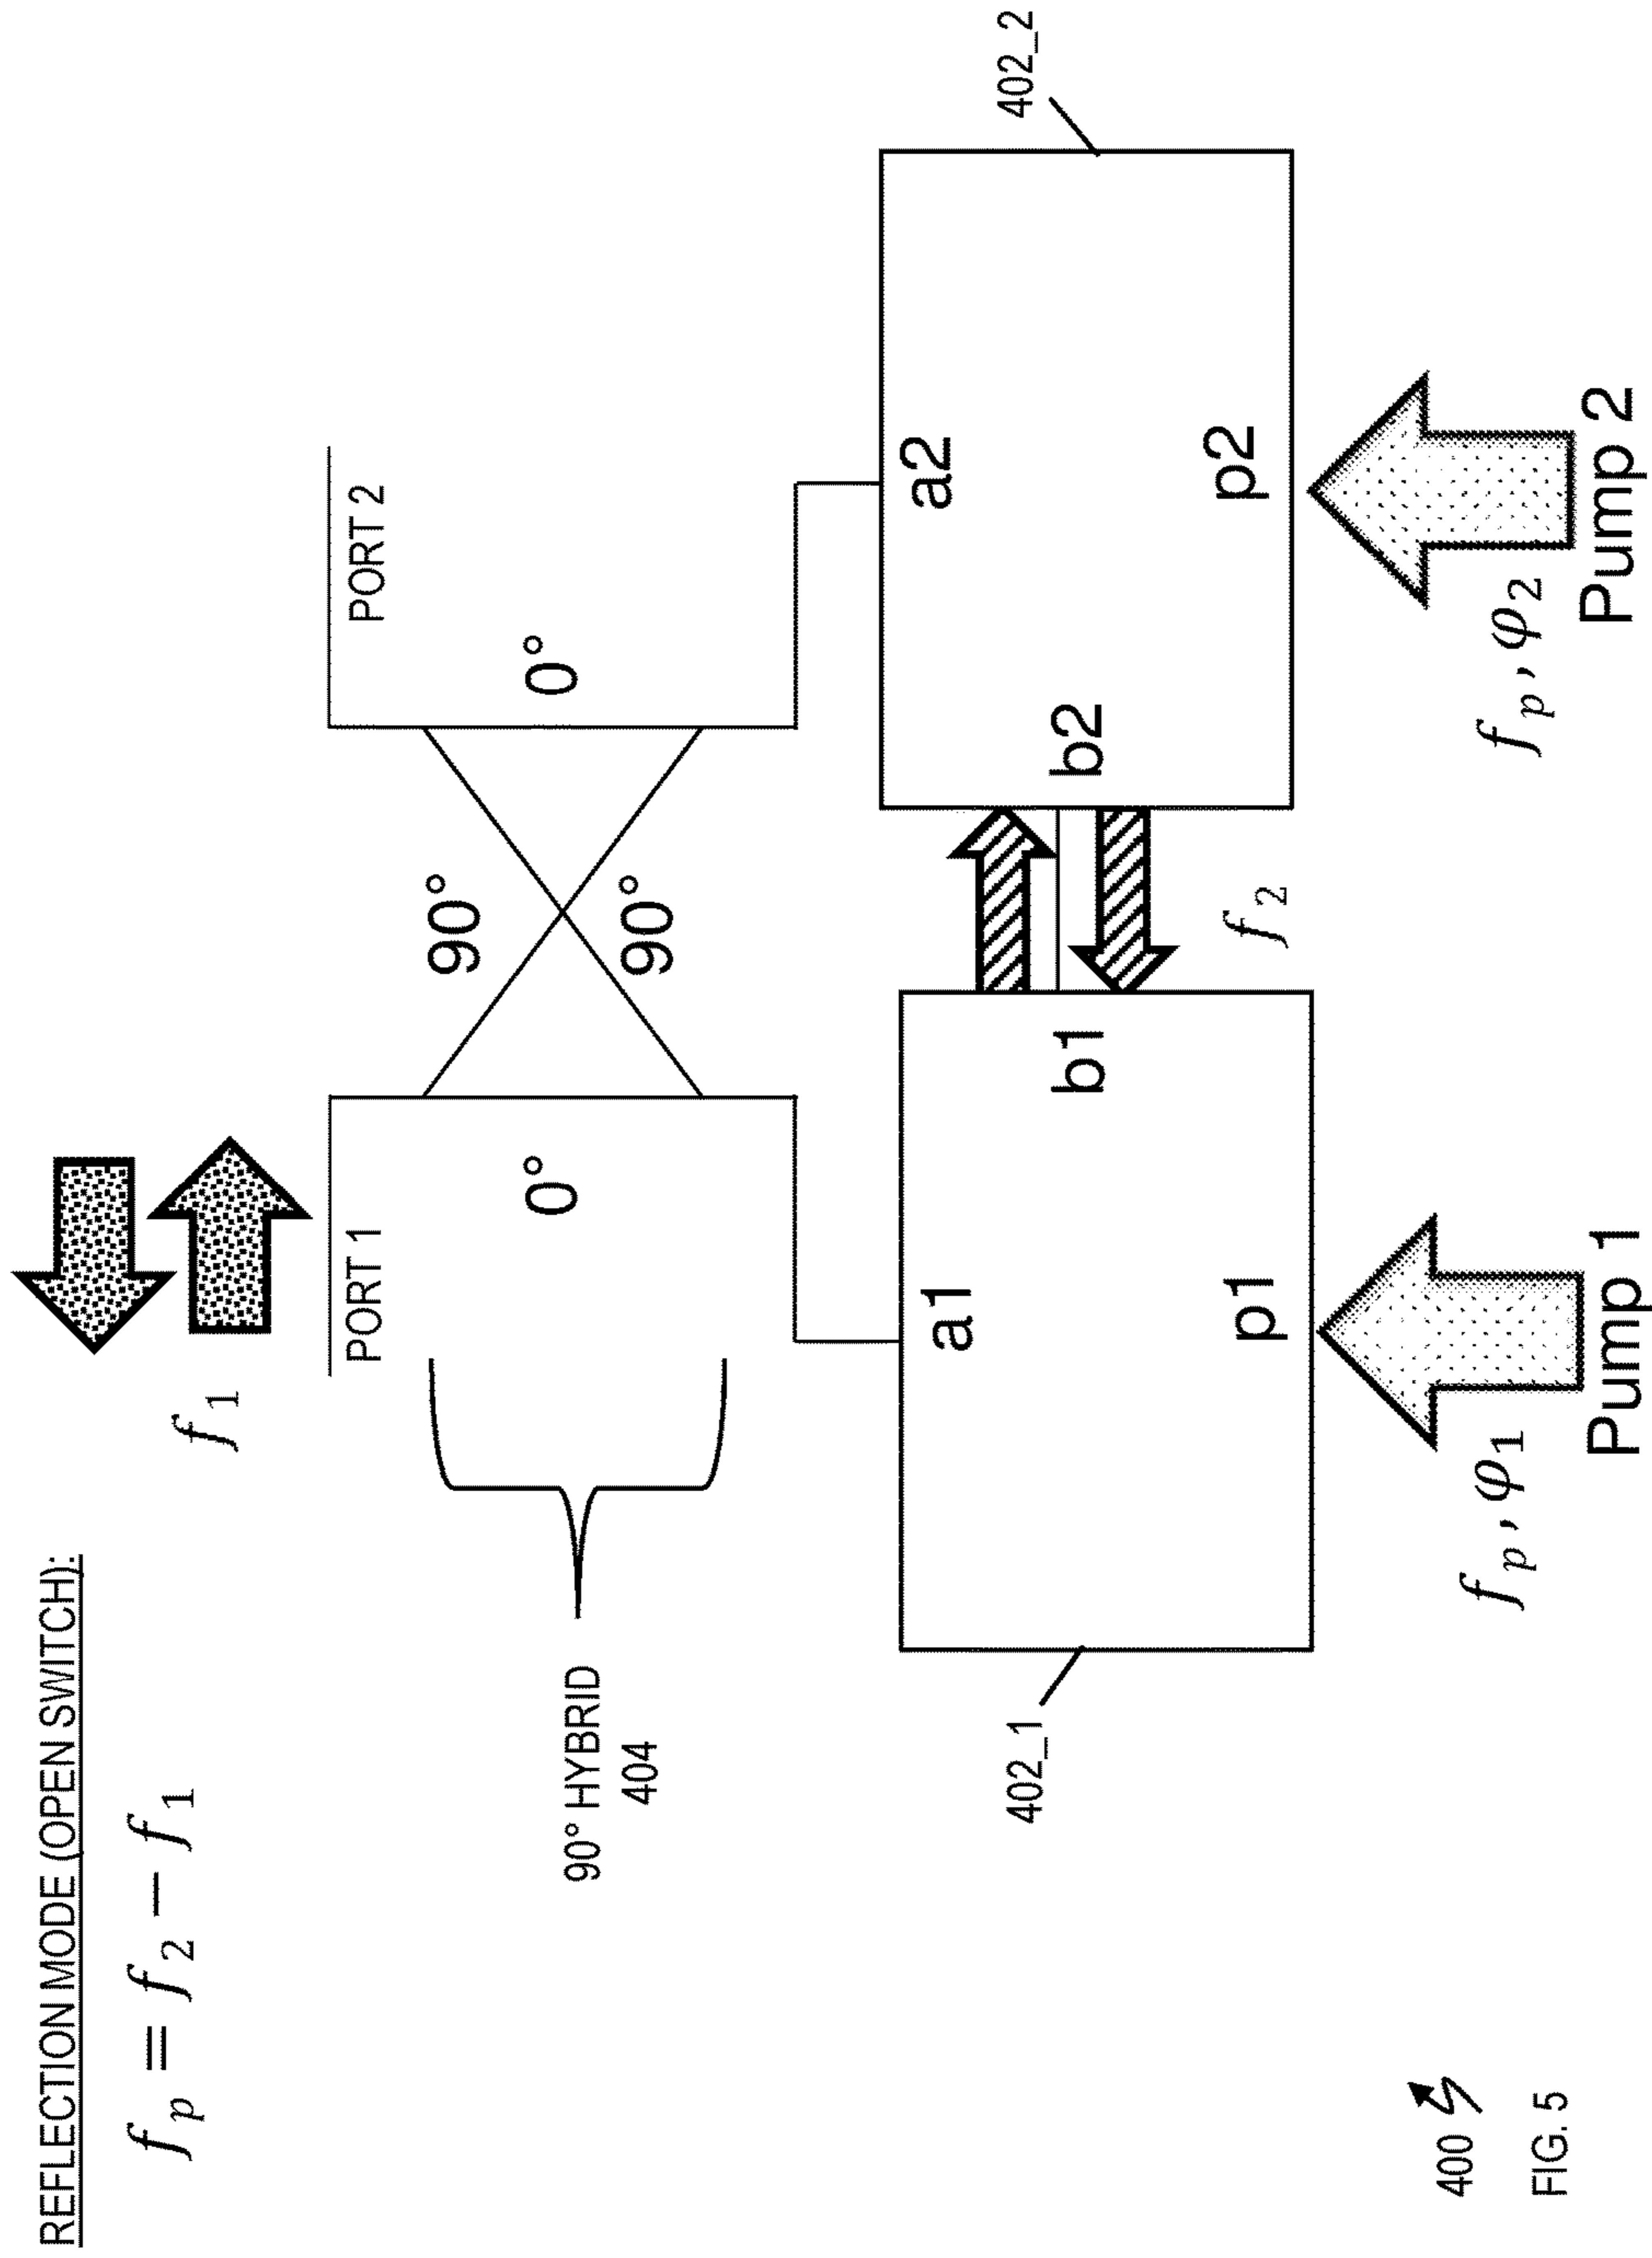 REFLECTION MODE (OPEN SWITCH):
f_p = f_2 − f_1
f_1
PORT 1
PORT 2
90° HYBRID
404
0°
90°
90°
0°
402_1
a1
b1
p1
f_2
a2
b2
p2
402_2
f_p, φ_1
Pump 1
f_p, φ_2
Pump 2
400
FIG. 5